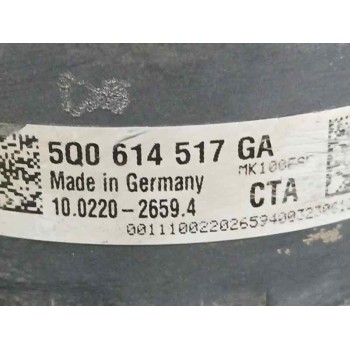 5Q0 614 517 GA
MK100ESP
Made in Germany
CTA
10.0220-2659.4